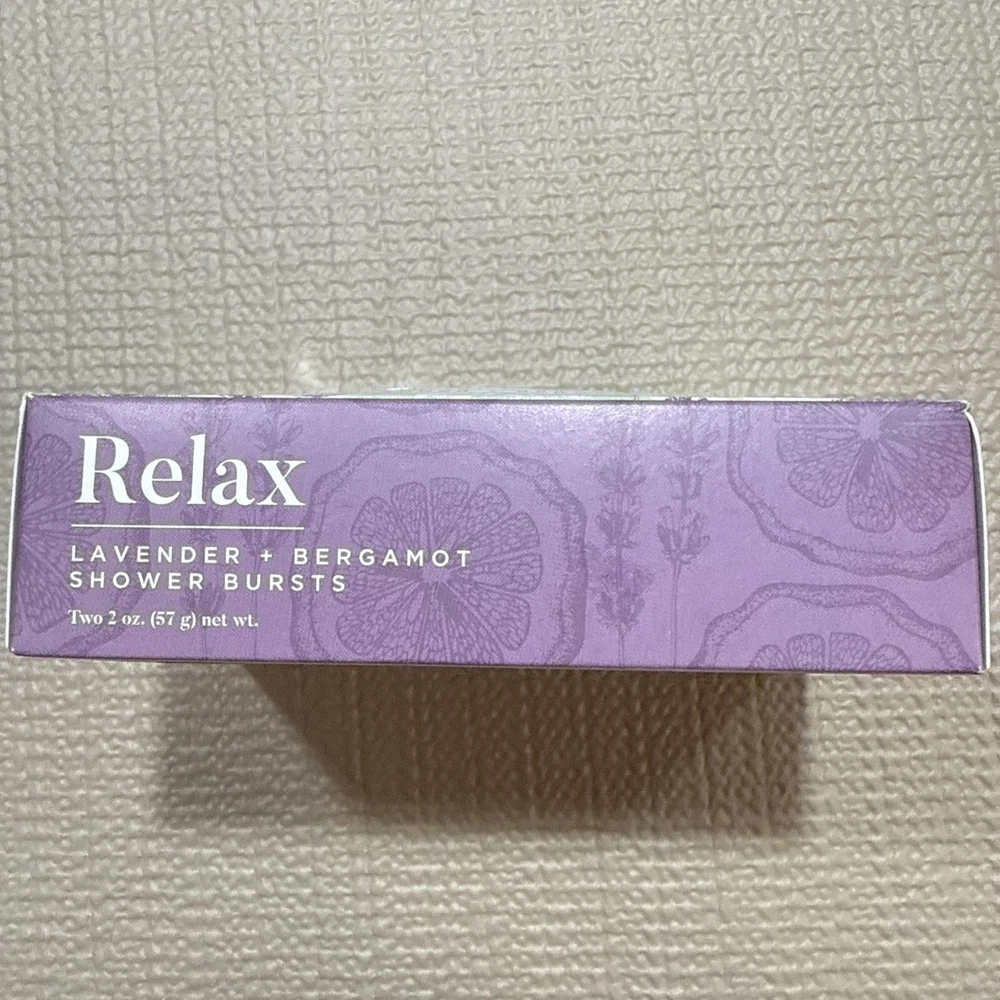 Relax
LAVENDER + BERGAMOT
SHOWER BURSTS
Two 2 oz. (57 g) net wt.